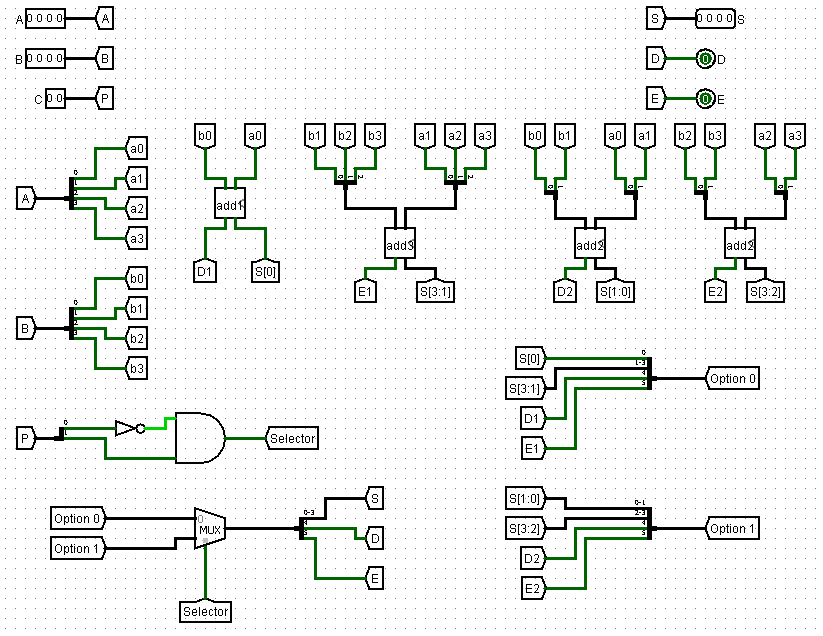 A 0 0 0 0 A
B 0 0 0 0 B
C 0 0 P
S 0 0 0 0 S
D 0 D
E 0 E
A 0 1 2 3 a0 a1 a2 a3
B 0 1 2 3 b0 b1 b2 b3
b0 a0
add1
D1 S[0]
b1 b2 b3 a1 a2 a3
0 1 2 0 1 2
add3
E1 S[3:1]
b0 b1 a0 a1
0 1 0 1
add2
D2 S[1:0]
b2 b3 a2 a3
0 1 0 1
add2
E2 S[3:2]
S[0] 0
S[3:1] 1-3
D1 4
E1 5
Option 0
P 0 1 Selector
Option 0
Option 1
0
MUX
Selector
0-3 S
4 D
5 E
S[1:0] 0-1
S[3:2] 2-3
D2 4
E2 5
Option 1